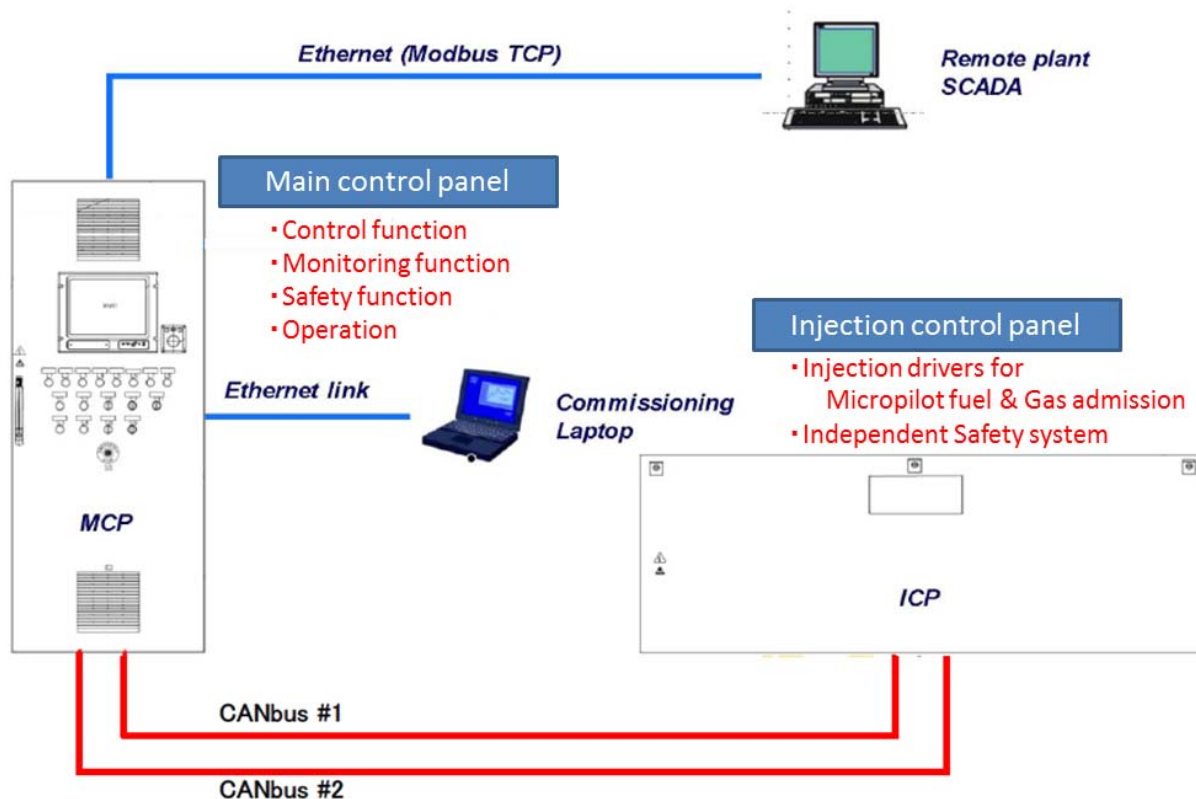 Ethernet (Modbus TCP)
Remote plant
SCADA
Main control panel
・Control function
・Monitoring function
・Safety function
・Operation
Injection control panel
・Injection drivers for
Micropilot fuel & Gas admission
・Independent Safety system
Ethernet link
Commissioning
Laptop
MCP
ICP
CANbus #1
CANbus #2